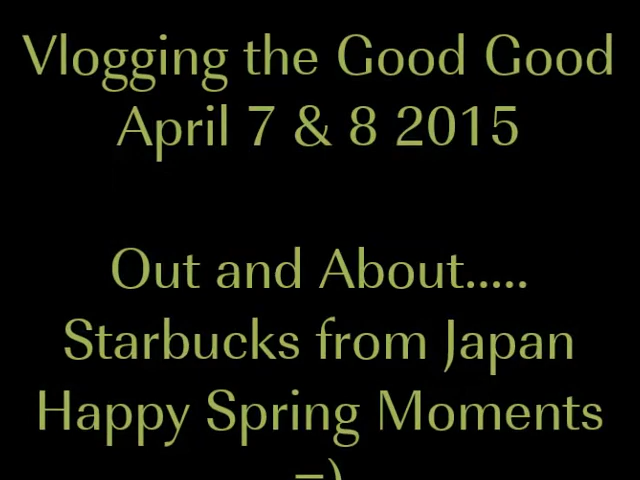 Vlogging the Good Good
April 7 & 8 2015
Out and About.....
Starbucks from Japan
Happy Spring Moments
=)